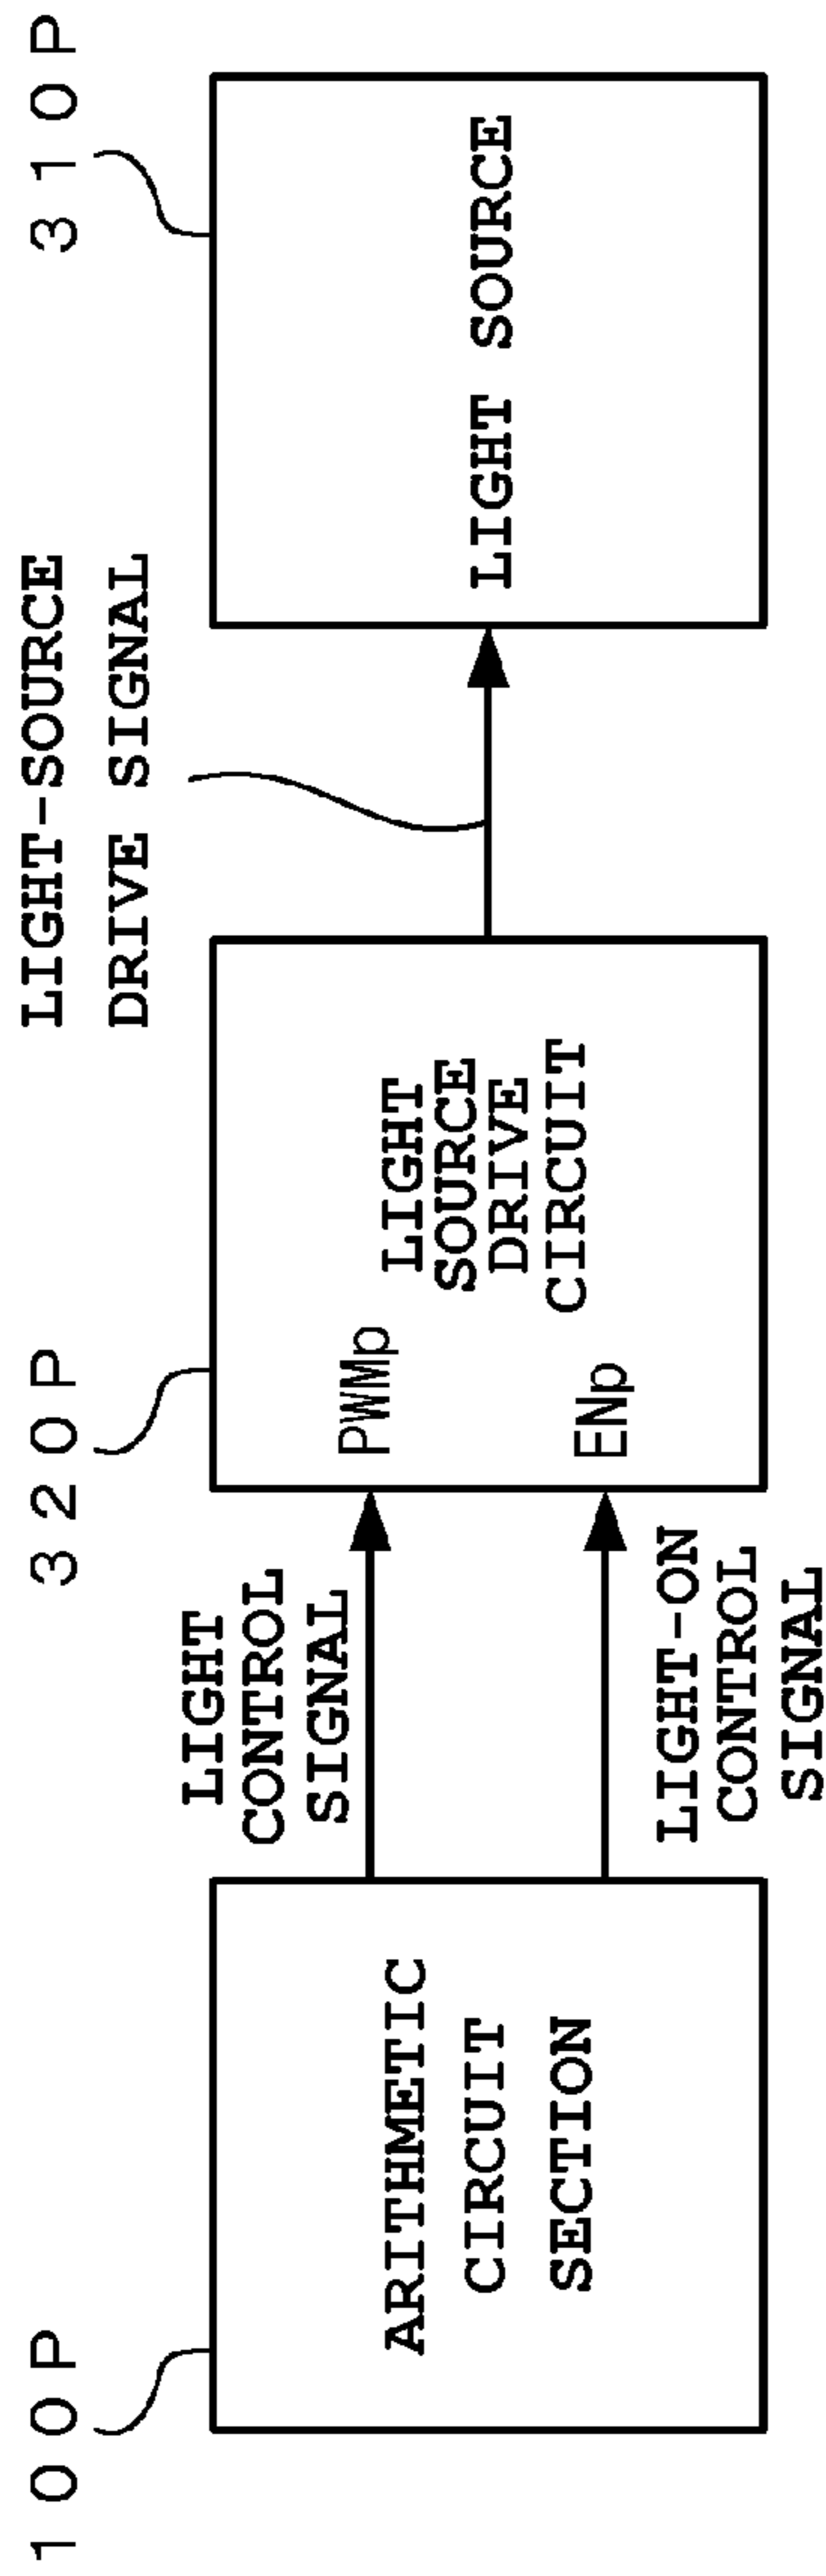 100P
ARITHMETIC
CIRCUIT
SECTION
LIGHT
CONTROL
SIGNAL
LIGHT-ON
CONTROL
SIGNAL
320P
PWMp
ENp
LIGHT
SOURCE
DRIVE
CIRCUIT
LIGHT-SOURCE
DRIVE SIGNAL
310P
LIGHT SOURCE